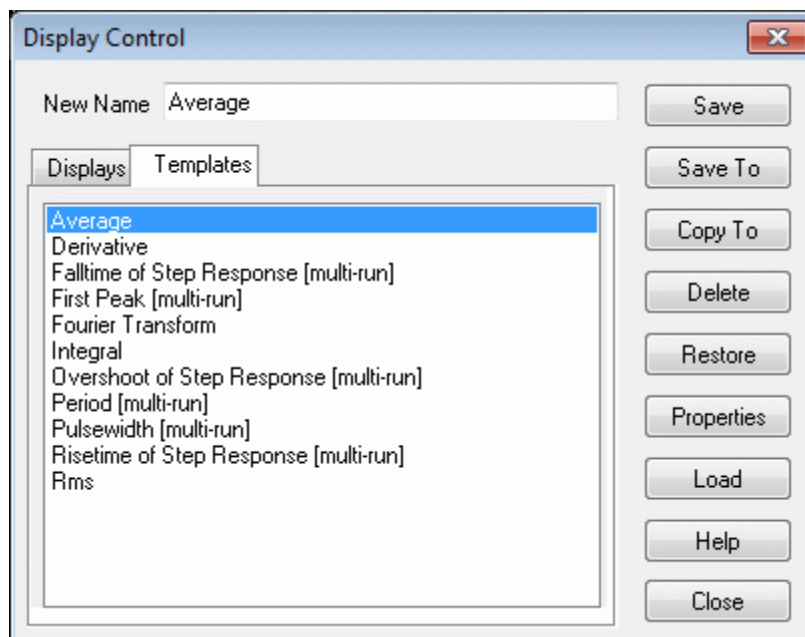 Display Control
New Name Average
Save
Displays Templates
Save To
Average
Derivative
Falltime of Step Response [multi-run]
First Peak [multi-run]
Fourier Transform
Integral
Overshoot of Step Response [multi-run]
Period [multi-run]
Pulsewidth [multi-run]
Risetime of Step Response [multi-run]
Rms
Copy To
Delete
Restore
Properties
Load
Help
Close